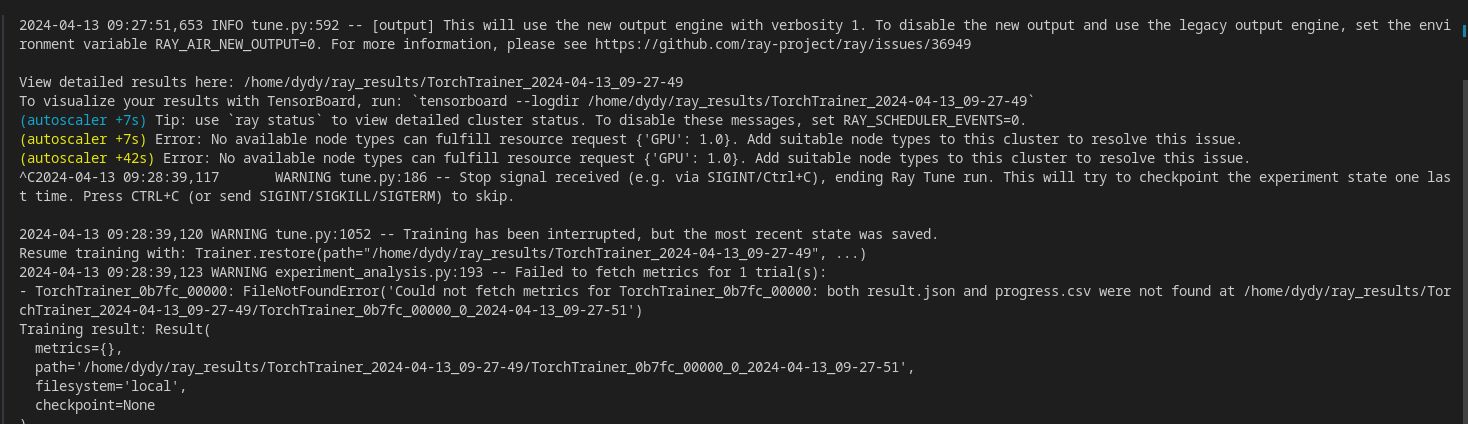 2024-04-13 09:27:51,653 INFO tune.py:592 -- [output] This will use the new output engine with verbosity 1. To disable the new output and use the legacy output engine, set the envi
ronment variable RAY_AIR_NEW_OUTPUT=0. For more information, please see https://github.com/ray-project/ray/issues/36949
View detailed results here: /home/dydy/ray_results/TorchTrainer_2024-04-13_09-27-49
To visualize your results with TensorBoard, run: `tensorboard --logdir /home/dydy/ray_results/TorchTrainer_2024-04-13_09-27-49`
(autoscaler +7s) Tip: use `ray status` to view detailed cluster status. To disable these messages, set RAY_SCHEDULER_EVENTS=0.
(autoscaler +7s) Error: No available node types can fulfill resource request {'GPU': 1.0}. Add suitable node types to this cluster to resolve this issue.
(autoscaler +42s) Error: No available node types can fulfill resource request {'GPU': 1.0}. Add suitable node types to this cluster to resolve this issue.
^C2024-04-13 09:28:39,117       WARNING tune.py:186 -- Stop signal received (e.g. via SIGINT/Ctrl+C), ending Ray Tune run. This will try to checkpoint the experiment state one las
t time. Press CTRL+C (or send SIGINT/SIGKILL/SIGTERM) to skip.
2024-04-13 09:28:39,120 WARNING tune.py:1052 -- Training has been interrupted, but the most recent state was saved.
Resume training with: Trainer.restore(path="/home/dydy/ray_results/TorchTrainer_2024-04-13_09-27-49", ...)
2024-04-13 09:28:39,123 WARNING experiment_analysis.py:193 -- Failed to fetch metrics for 1 trial(s):
- TorchTrainer_0b7fc_00000: FileNotFoundError('Could not fetch metrics for TorchTrainer_0b7fc_00000: both result.json and progress.csv were not found at /home/dydy/ray_results/Tor
chTrainer_2024-04-13_09-27-49/TorchTrainer_0b7fc_00000_0_2024-04-13_09-27-51')
Training result: Result(
  metrics={},
  path='/home/dydy/ray_results/TorchTrainer_2024-04-13_09-27-49/TorchTrainer_0b7fc_00000_0_2024-04-13_09-27-51',
  filesystem='local',
  checkpoint=None
)